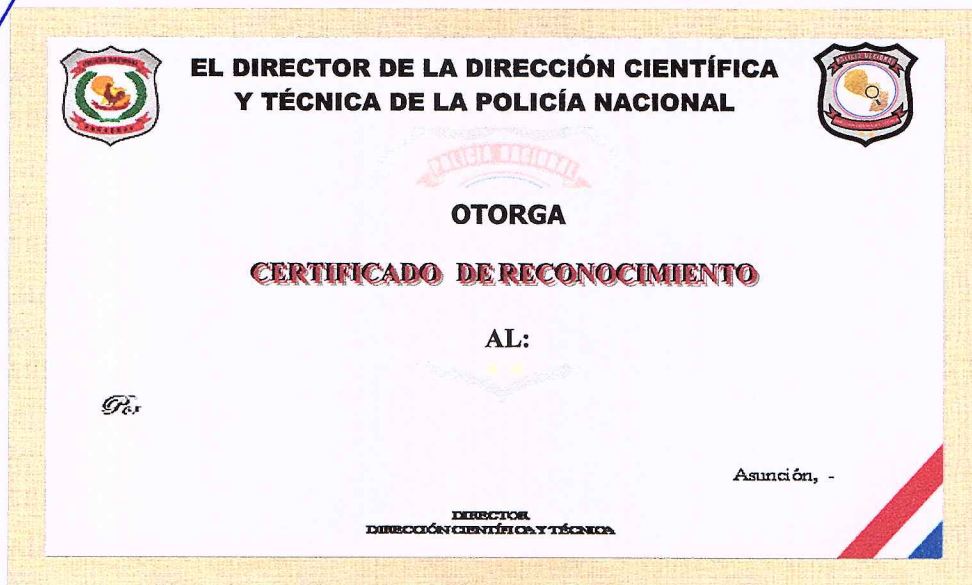 EL DIRECTOR DE LA DIRECCIÓN CIENTÍFICA
Y TÉCNICA DE LA POLICÍA NACIONAL
POLICIA NACIONAL
OTORGA
CERTIFICADO DE RECONOCIMIENTO
AL:
Por
Asunción, -
DIRECTOR
DIRECCIÓN CIENTÍFICA Y TÉCNICA